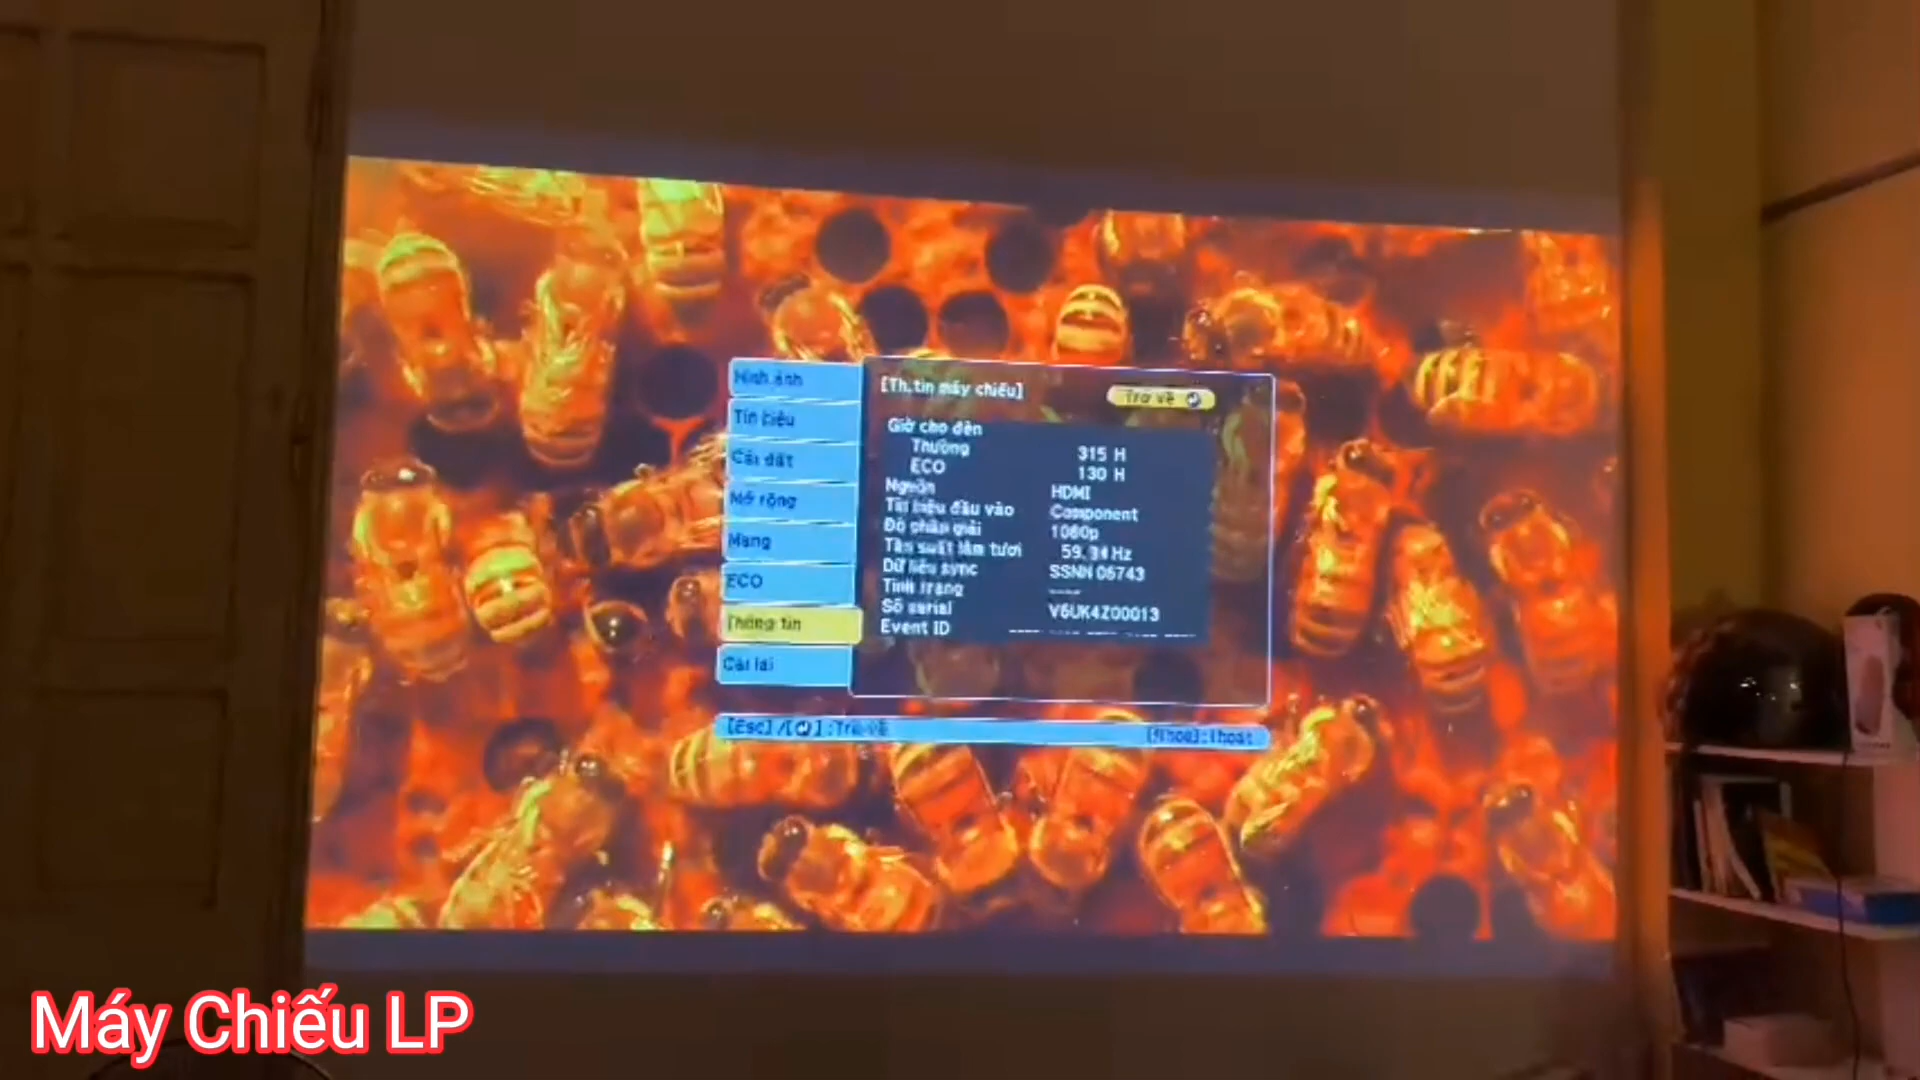 Hình ảnh
Tín hiệu
Cài đặt
Mở rộng
Mạng
ECO
Thông tin
Cài lại
[Th.tin máy chiếu]
Trở về
Giờ cho đèn
Thường 315 H
ECO 130 H
Nguồn HDMI
Tín hiệu đầu vào Component
Độ phân giải 1080p
Tần suất làm tươi 59.94 Hz
Dữ liệu sync SSNN 06743
Tình trạng ----
Số serial V6UK4Z00013
Event ID
[Esc] /[ ] :Trở về
:Thoát
Máy Chiếu LP